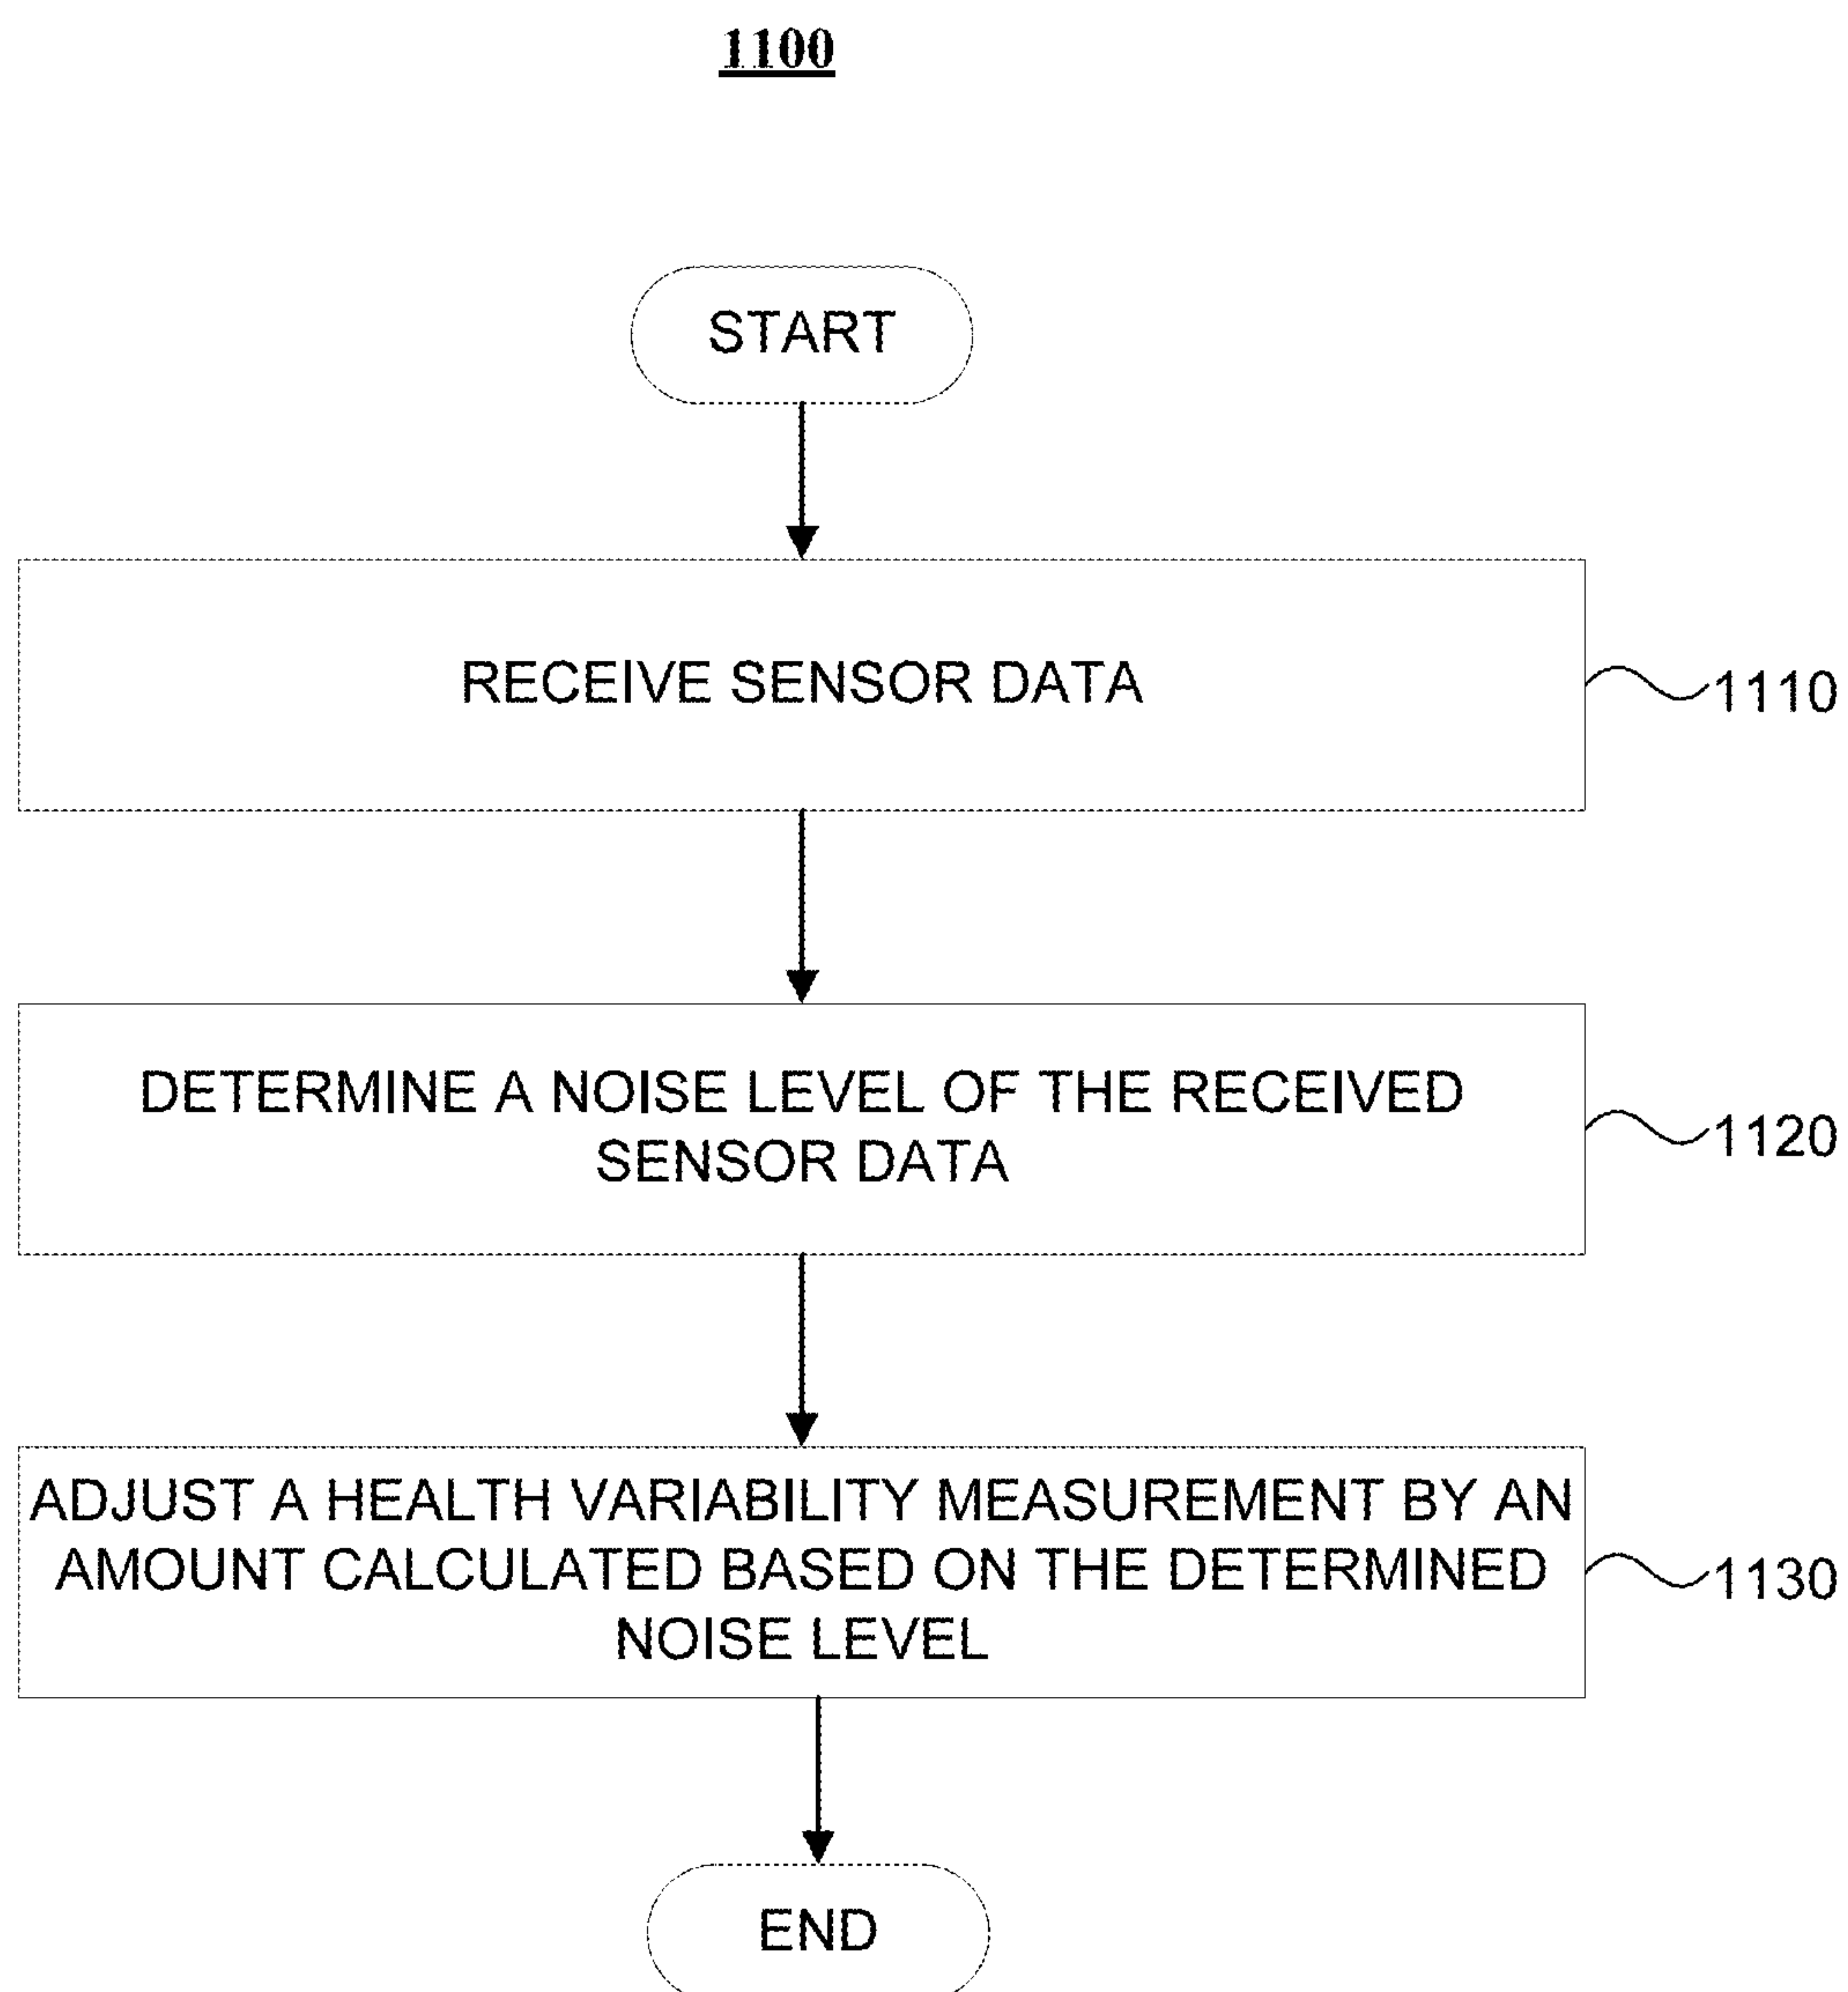 1100
START
RECEIVE SENSOR DATA
1110
DETERMINE A NOISE LEVEL OF THE RECEIVED
SENSOR DATA
1120
ADJUST A HEALTH VARIABILITY MEASUREMENT BY AN
AMOUNT CALCULATED BASED ON THE DETERMINED
NOISE LEVEL
1130
END